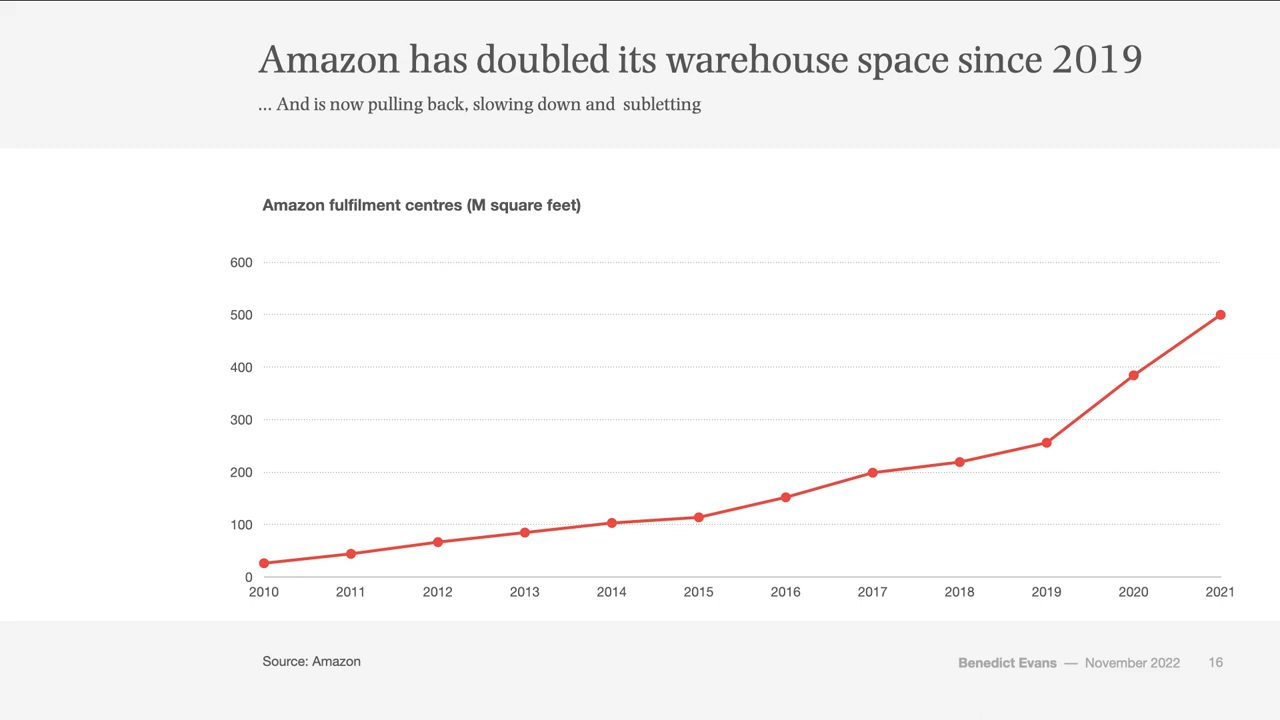 Amazon has doubled its warehouse space since 2019
... And is now pulling back, slowing down and  subletting
Amazon fulfilment centres (M square feet)
600
500
400
300
200
100
0
2010 2011 2012 2013 2014 2015 2016 2017 2018 2019 2020 2021
Source: Amazon
Benedict Evans — November 2022 16